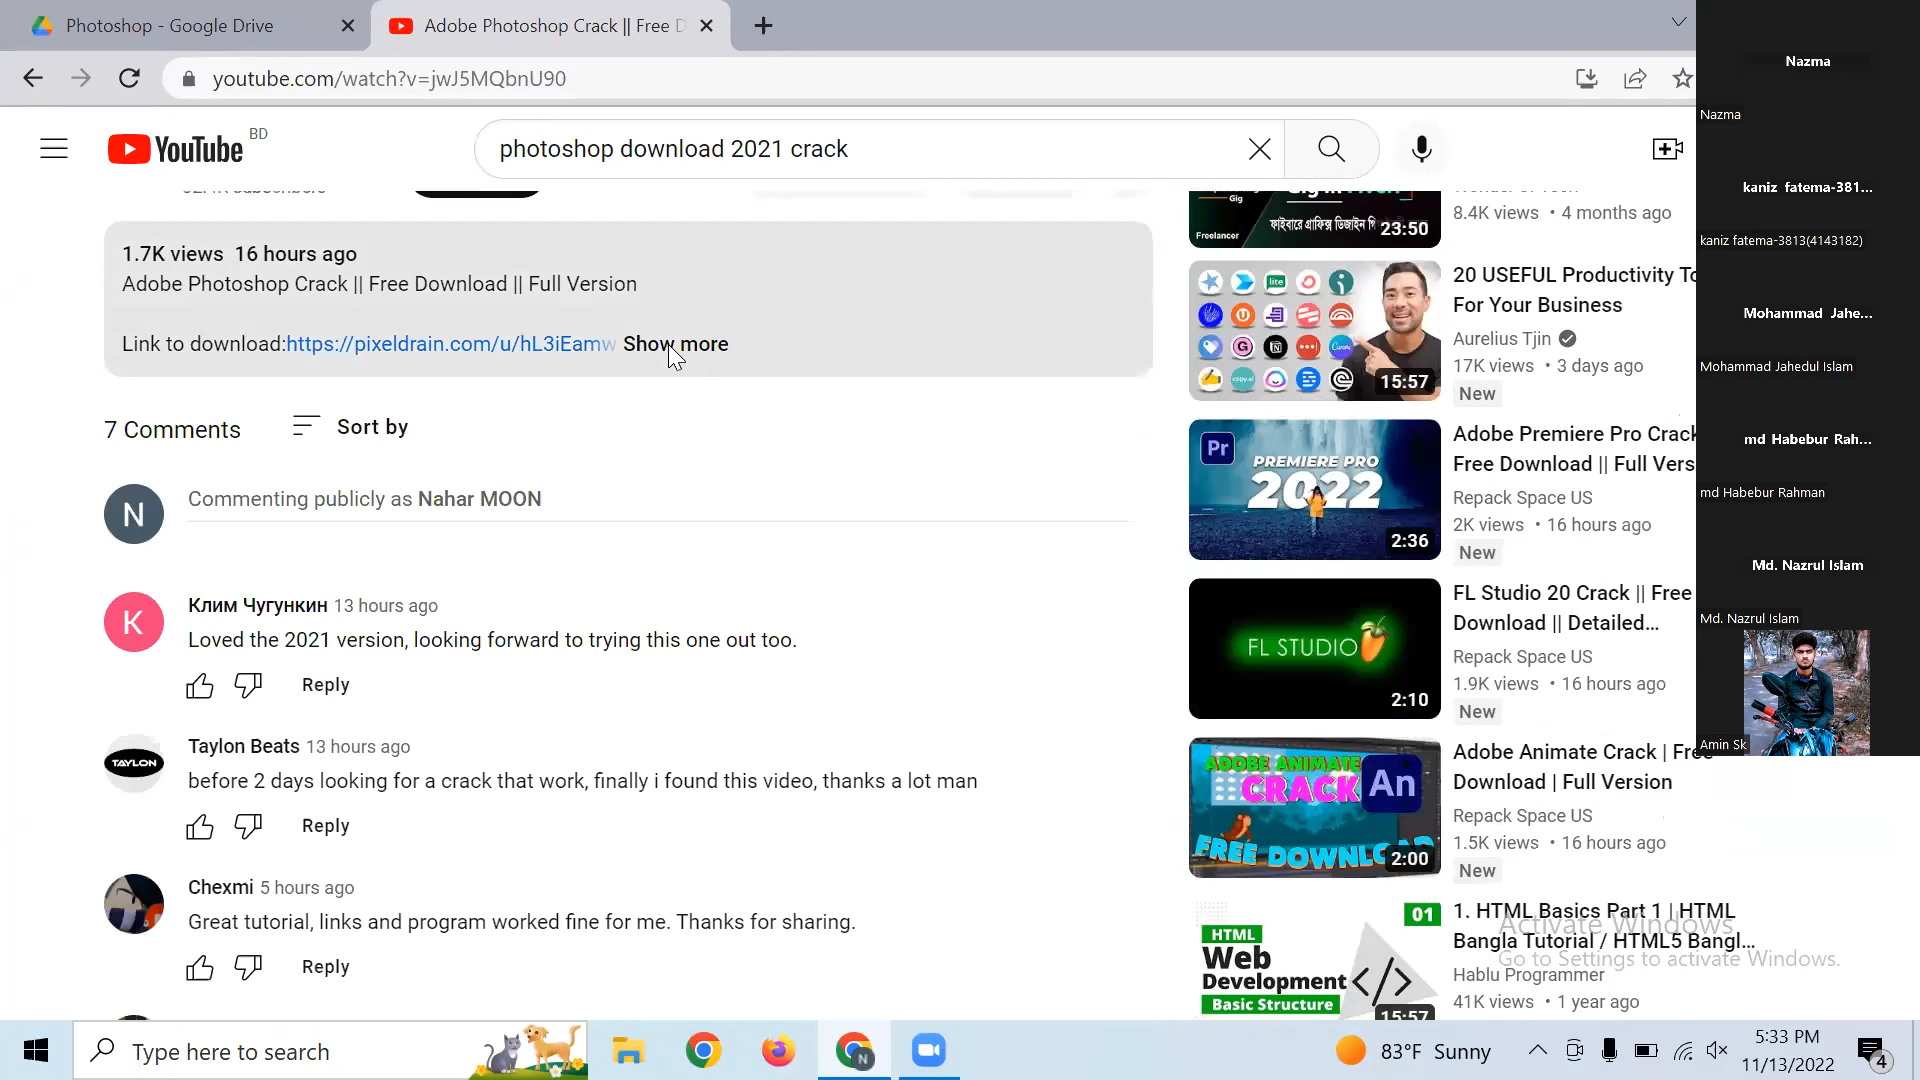 Photoshop - Google Drive
Adobe Photoshop Crack || Free D
youtube.com/watch?v=jwJ5MQbnU90
YouTube BD
photoshop download 2021 crack
1.7K views 16 hours ago
Adobe Photoshop Crack || Free Download || Full Version
Link to download:https://pixeldrain.com/u/hL3iEamw Show more
7 Comments
Sort by
N
Commenting publicly as Nahar MOON
K
Клим Чугункин 13 hours ago
Loved the 2021 version, looking forward to trying this one out too.
Reply
TAYLON
Taylon Beats 13 hours ago
before 2 days looking for a crack that work, finally i found this video, thanks a lot man
Reply
Chexmi 5 hours ago
Great tutorial, links and program worked fine for me. Thanks for sharing.
Reply
Gig
Freelancer
23:50
8.4K views • 4 months ago
15:57
20 USEFUL Productivity To
For Your Business
Aurelius Tjin
17K views • 3 days ago
New
Pr
PREMIERE PRO
2022
2:36
Adobe Premiere Pro Crack
Free Download || Full Vers
Repack Space US
2K views • 16 hours ago
New
FL STUDIO
2:10
FL Studio 20 Crack || Free
Download || Detailed...
Repack Space US
1.9K views • 16 hours ago
New
ADOBE ANIMATE
CRACK
An
FREE DOWNLOAD
2:00
Adobe Animate Crack | Free
Download | Full Version
Repack Space US
1.5K views • 16 hours ago
New
01
HTML
Web
Development
Basic Structure
</>
15:57
1. HTML Basics Part 1 | HTML
Bangla Tutorial / HTML5 Bangl...
Hablu Programmer
41K views • 1 year ago
Activate Windows
Go to Settings to activate Windows.
Nazma
Nazma
kaniz fatema-381...
kaniz fatema-3813(4143182)
Mohammad Jahe...
Mohammad Jahedul Islam
md Habebur Rah...
md Habebur Rahman
Md. Nazrul Islam
Md. Nazrul Islam
Amin Sk
Type here to search
N
83°F Sunny
5:33 PM
11/13/2022
4